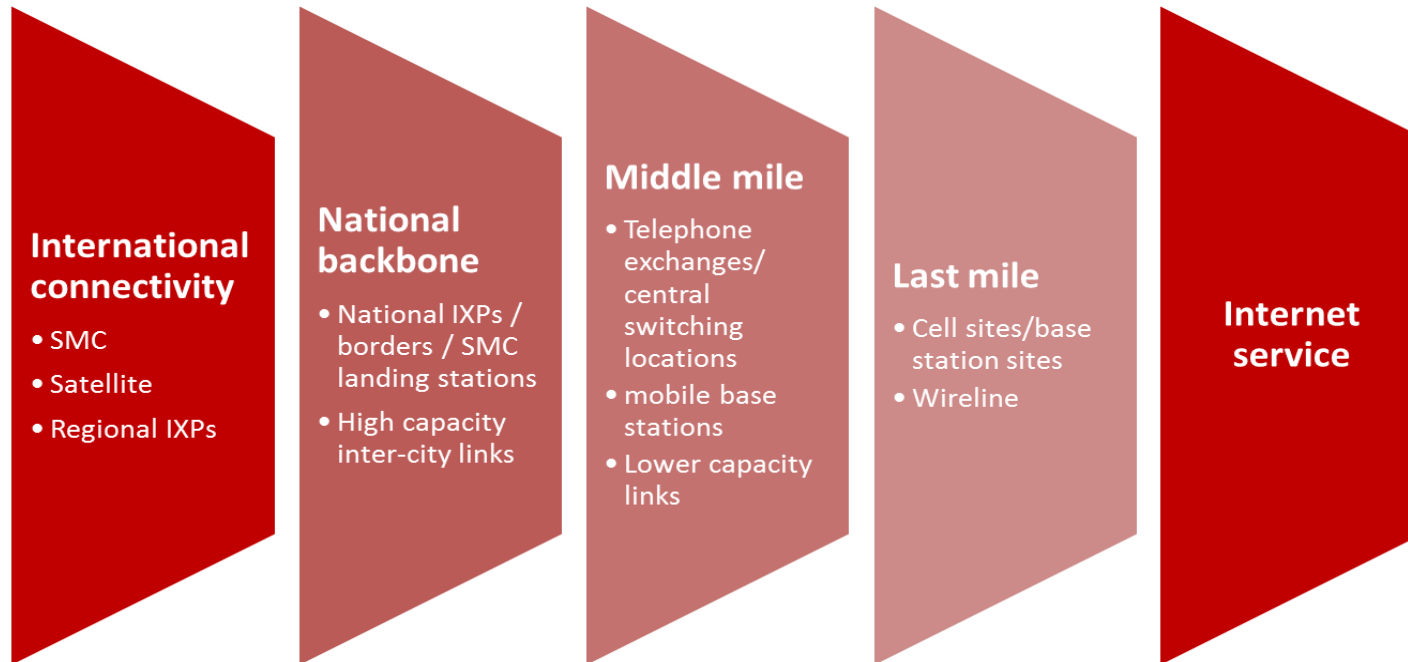 International
connectivity
• SMC
• Satellite
• Regional IXPs
National
backbone
• National IXPs /
borders / SMC
landing stations
• High capacity
inter-city links
Middle mile
• Telephone
exchanges/
central
switching
locations
• mobile base
stations
• Lower capacity
links
Last mile
• Cell sites/base
station sites
• Wireline
Internet
service